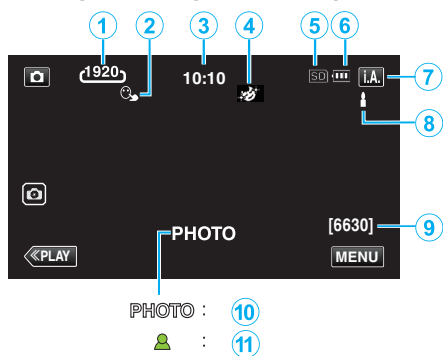 1 2 3 4 5 6
1920 10:10 SD i.A. 7
8
[6630] 9
PHOTO
≪PLAY MENU
PHOTO : 10
: 11